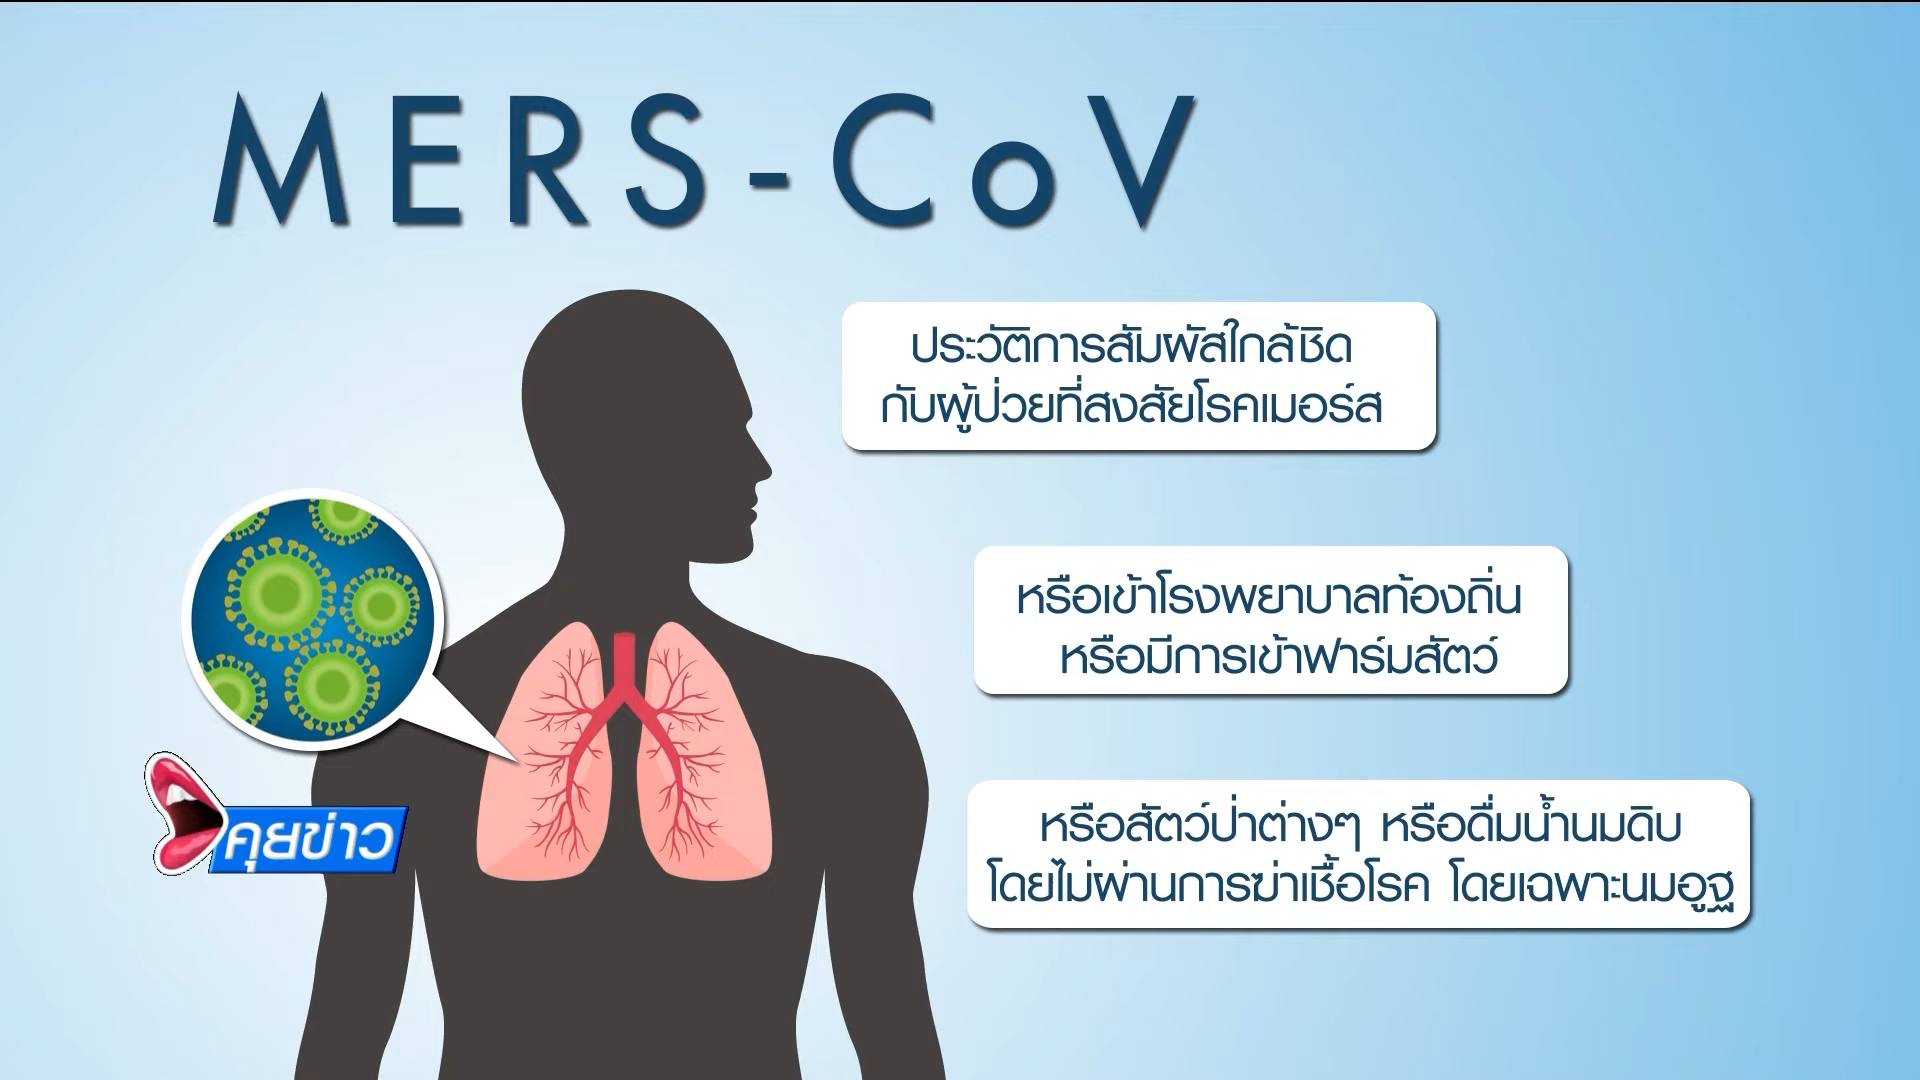 MERS-CoV
ประวัติการสัมผัสใกล้ชิด
กับผู้ป่วยที่สงสัยโรคเมอร์ส
หรือเข้าโรงพยาบาลท้องถิ่น
หรือมีการเข้าฟาร์มสัตว์
หรือสัตว์ป่าต่างๆ หรือดื่มน้ำนมดิบ
โดยไม่ผ่านการฆ่าเชื้อโรค โดยเฉพาะนมอูฐ
คุยข่าว